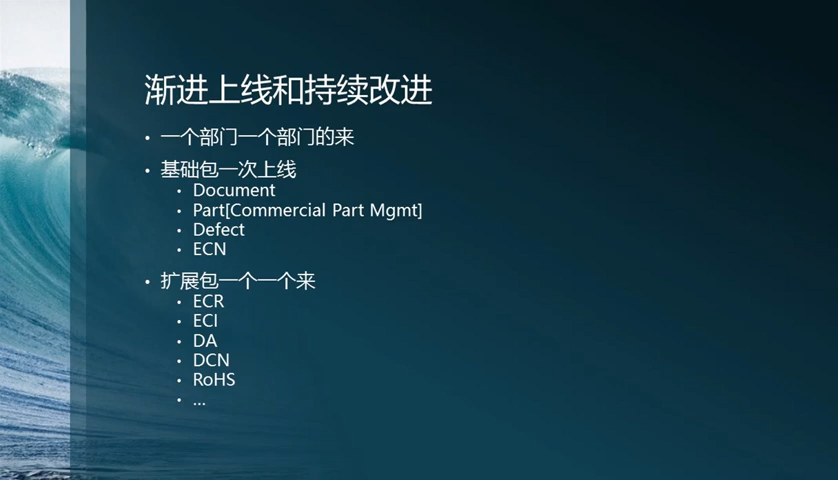 渐进上线和持续改进
• 一个部门一个部门的来
• 基础包一次上线
• Document
• Part[Commercial Part Mgmt]
• Defect
• ECN
• 扩展包一个一个来
• ECR
• ECI
• DA
• DCN
• RoHS
• ...